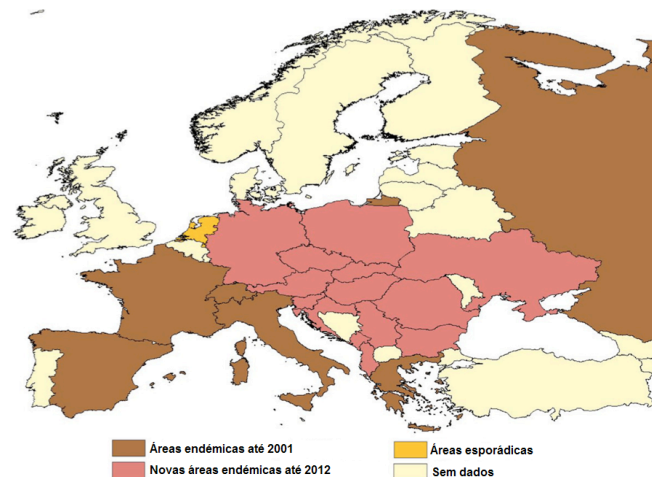 Áreas endémicas até 2001
Novas áreas endémicas até 2012
Áreas esporádicas
Sem dados